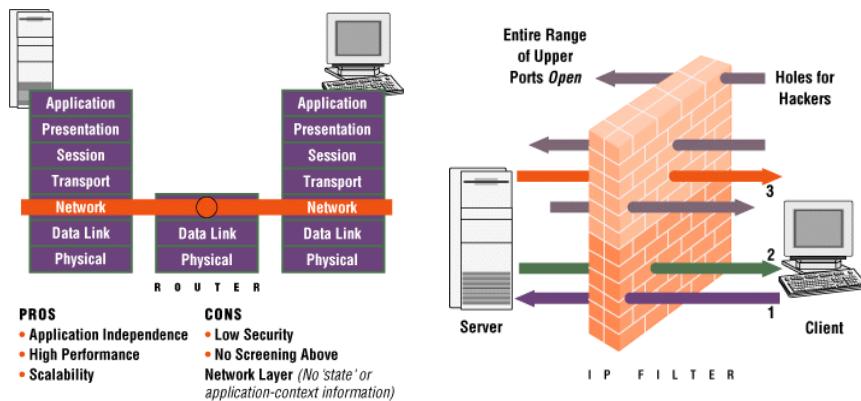 Application
Presentation
Session
Transport
Network
Data Link
Physical
Data Link
Physical
ROUTER
Application
Presentation
Session
Transport
Network
Data Link
Physical
PROS
• Application Independence
• High Performance
• Scalability
CONS
• Low Security
• No Screening Above
Network Layer (No 'state' or
application-context information)
Entire Range
of Upper
Ports Open
Holes for
Hackers
3
2
1
Server
Client
IP FILTER